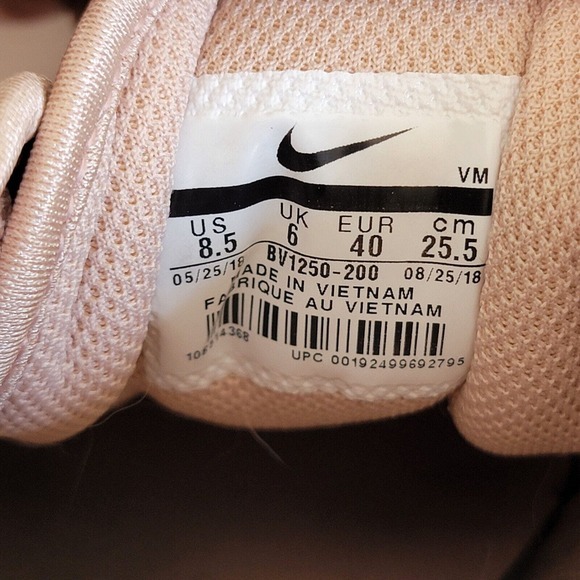 VM
US UK EUR cm
8.5 6 40 25.5
05/25/18 BV1250-200 08/25/18
MADE IN VIETNAM
FABRIQUE AU VIETNAM
UPC 00192499692795